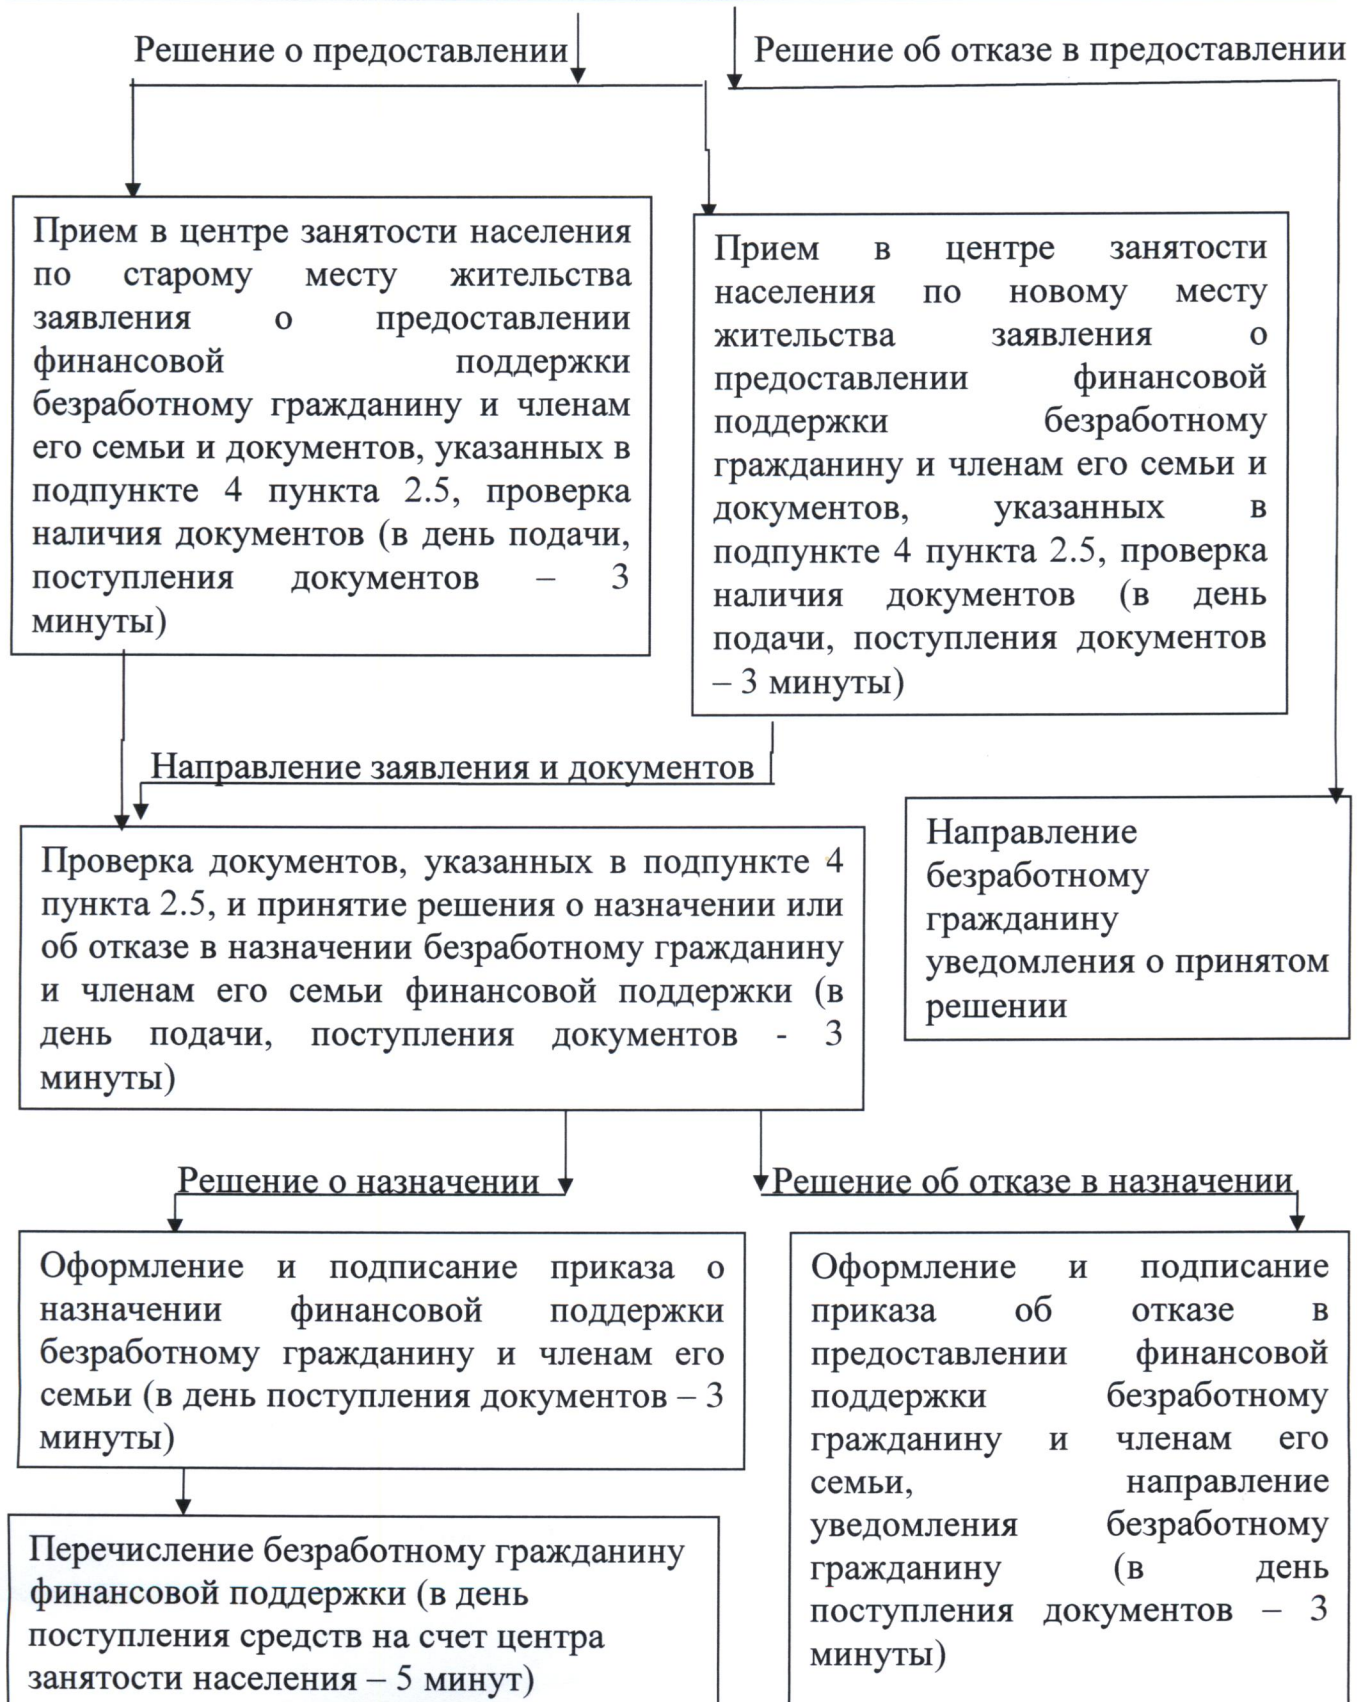 Решение о предоставлении
Решение об отказе в предоставлении
Прием в центре занятости населения
по старому месту жительства
заявления о предоставлении
финансовой поддержки
безработному гражданину и членам
его семьи и документов, указанных в
подпункте 4 пункта 2.5, проверка
наличия документов (в день подачи,
поступления документов – 3
минуты)
Прием в центре занятости
населения по новому месту
жительства заявления о
предоставлении финансовой
поддержки безработному
гражданину и членам его семьи и
документов, указанных в
подпункте 4 пункта 2.5, проверка
наличия документов (в день
подачи, поступления документов
– 3 минуты)
Направление заявления и документов
Проверка документов, указанных в подпункте 4
пункта 2.5, и принятие решения о назначении или
об отказе в назначении безработному гражданину
и членам его семьи финансовой поддержки (в
день подачи, поступления документов - 3
минуты)
Направление
безработному
гражданину
уведомления о принятом
решении
Решение о назначении
Решение об отказе в назначении
Оформление и подписание приказа о
назначении финансовой поддержки
безработному гражданину и членам его
семьи (в день поступления документов – 3
минуты)
Оформление и подписание
приказа об отказе в
предоставлении финансовой
поддержки безработному
гражданину и членам его
семьи, направление
уведомления безработному
гражданину (в день
поступления документов – 3
минуты)
Перечисление безработному гражданину
финансовой поддержки (в день
поступления средств на счет центра
занятости населения – 5 минут)